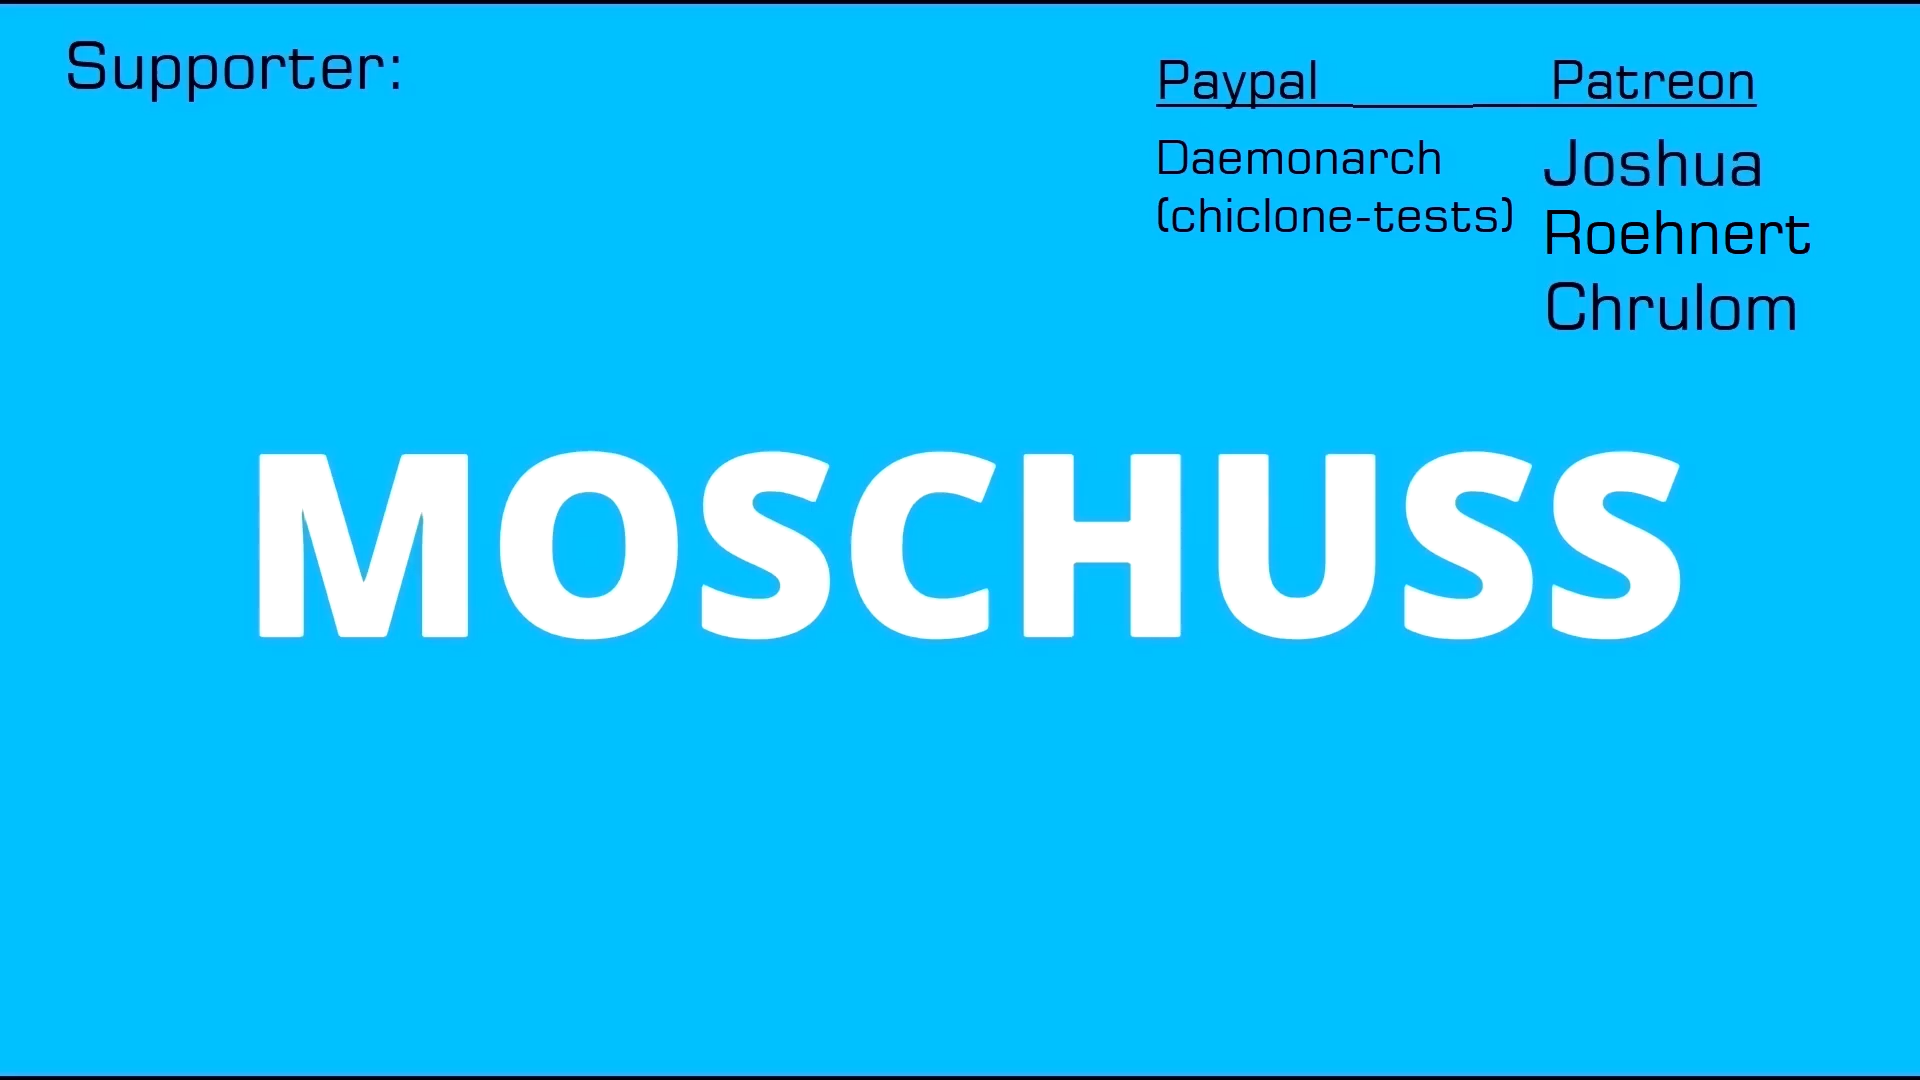 Supporter:
Paypal Patreon
Daemonarch
(chiclone-tests)
Joshua
Roehnert
Chrulom
MOSCHUSS